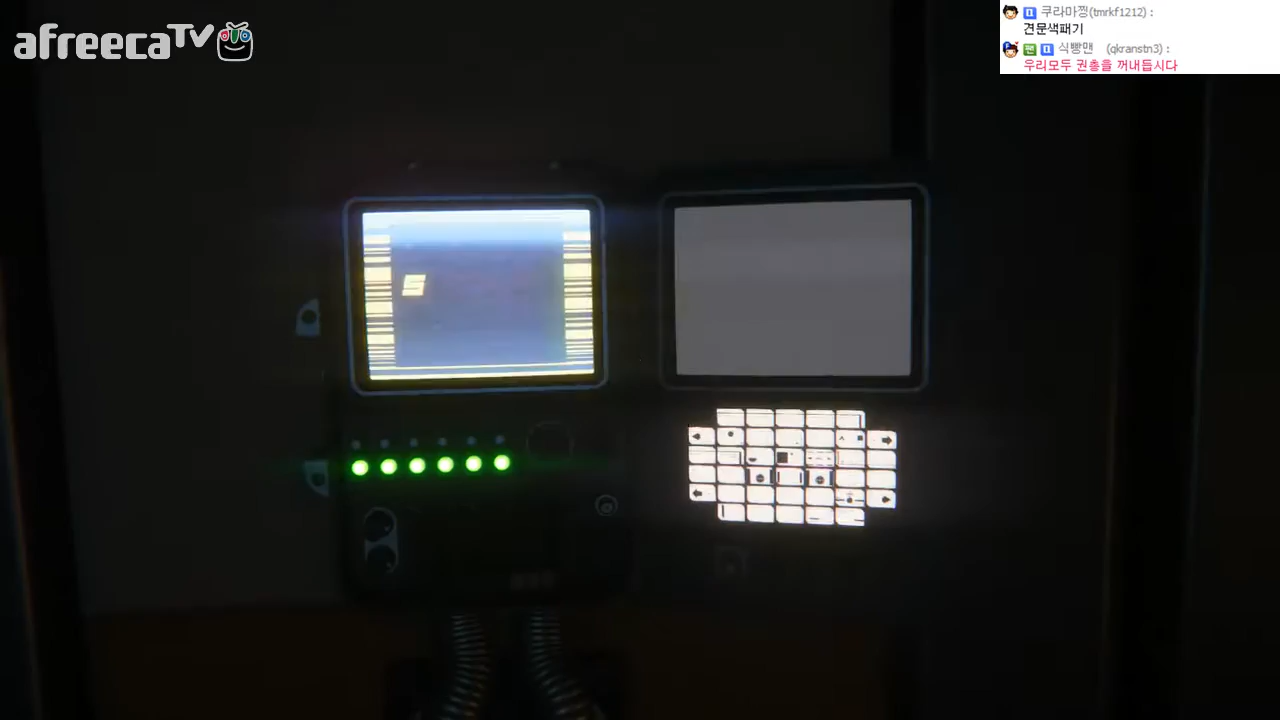 afreecaTV
쿠라마찡(tmrkf1212) :
견문색패기
팬 식빵맨 (qkranstn3) :
우리모두 권총을 꺼내듭시다
S